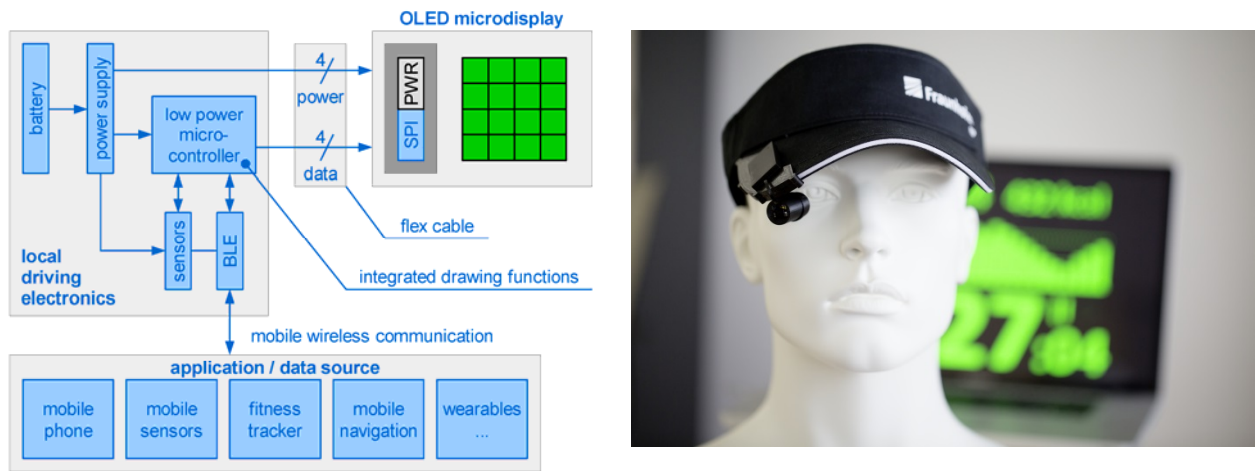 OLED microdisplay
battery
power supply
low power
micro-
controller
4
power
4
data
PWR
SPI
sensors
BLE
local
driving
electronics
flex cable
integrated drawing functions
mobile wireless communication
application / data source
mobile
phone
mobile
sensors
fitness
tracker
mobile
navigation
wearables
...
Fraunhofer
27